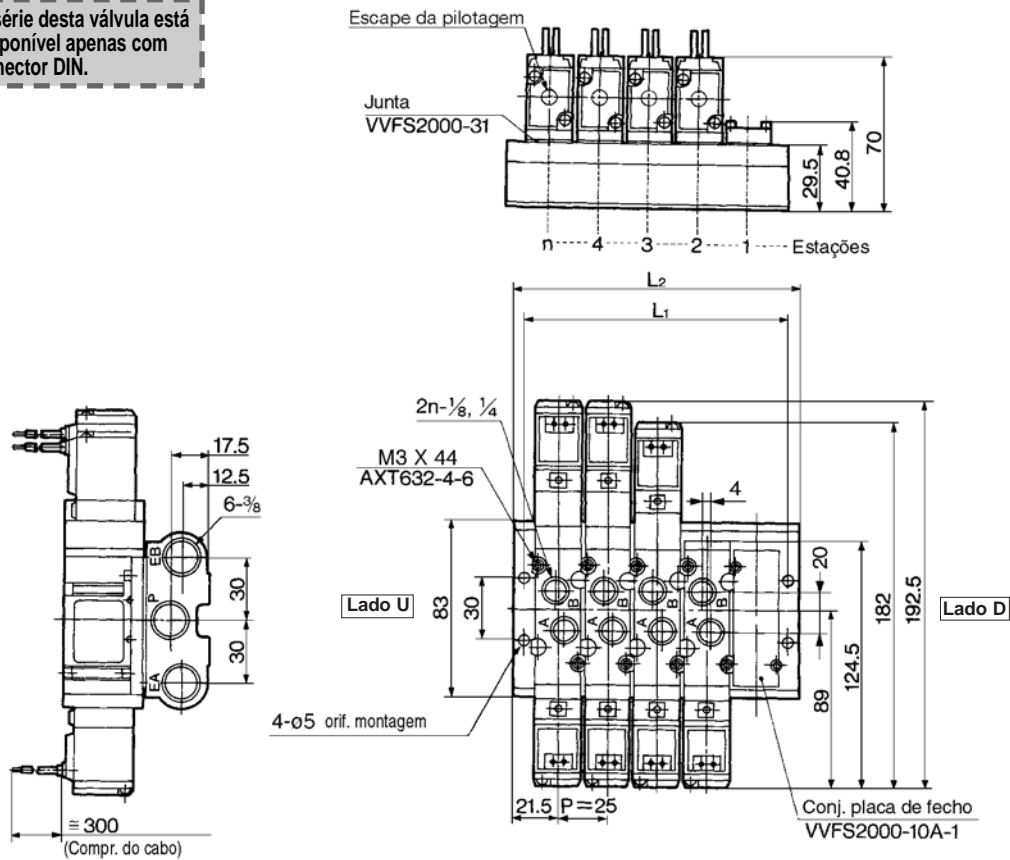 série desta válvula está
ponível apenas com
nector DIN.
Escape da pilotagem
Junta
VVFS2000-31
29.5
40.8
70
n 4 3 2 1 Estações
L₂
L₁
2n-⅛, ¼
M3 X 44
AXT632-4-6
4
20
Lado U
83
30
Lado D
182
192.5
124.5
89
4-ø5 orif. montagem
21.5 P=25
Conj. placa de fecho
VVFS2000-10A-1
A
B
A
B
A
B
A
B
17.5
12.5
6-⅜
EB
P
EA
30
30
≅300
(Compr. do cabo)